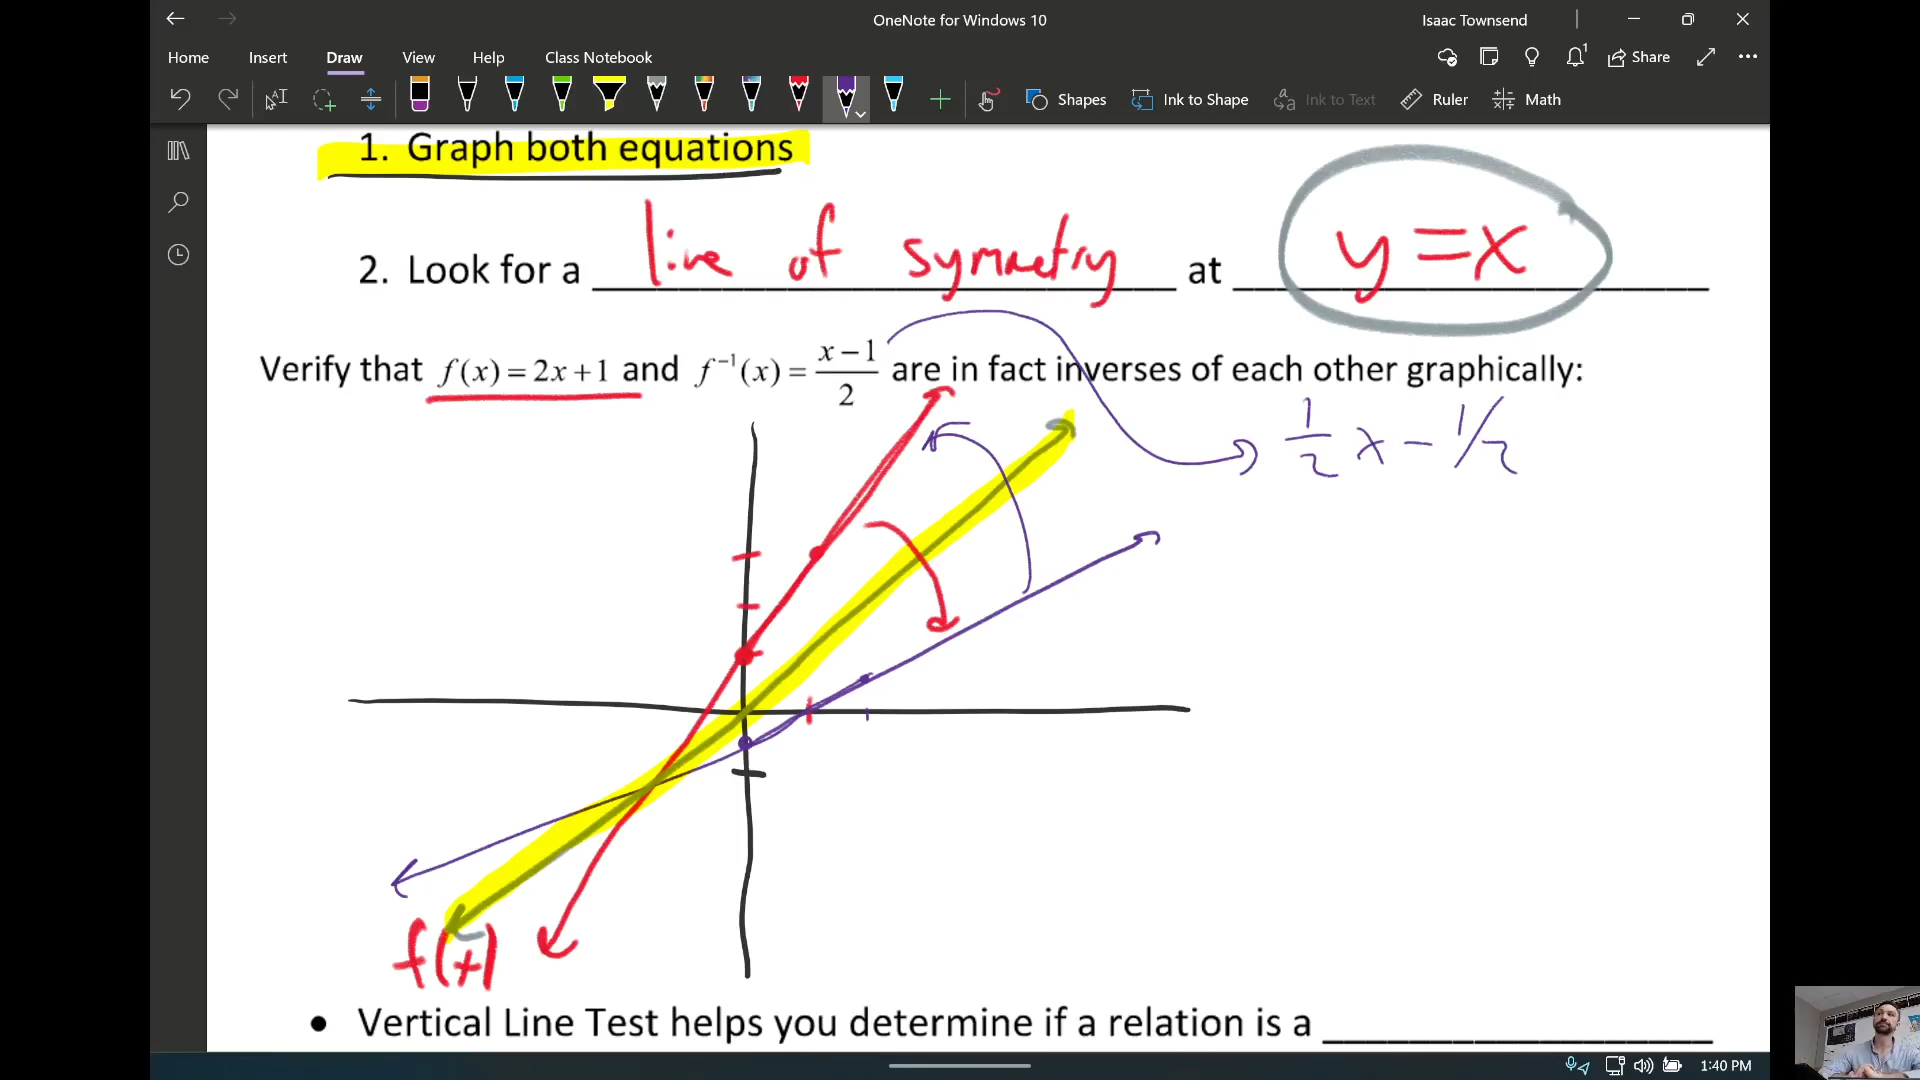 OneNote for Windows 10
Isaac Townsend
Home Insert Draw View Help Class Notebook
1
Share
Shapes Ink to Shape Ink to Text Ruler Math
1. Graph both equations
2. Look for a line of symmetry at y=x
Verify that f(x) = 2x+1 and f⁻¹(x) = (x−1)/2 are in fact inverses of each other graphically:
1/2 x − 1/2
f(x)
• Vertical Line Test helps you determine if a relation is a
1:40 PM